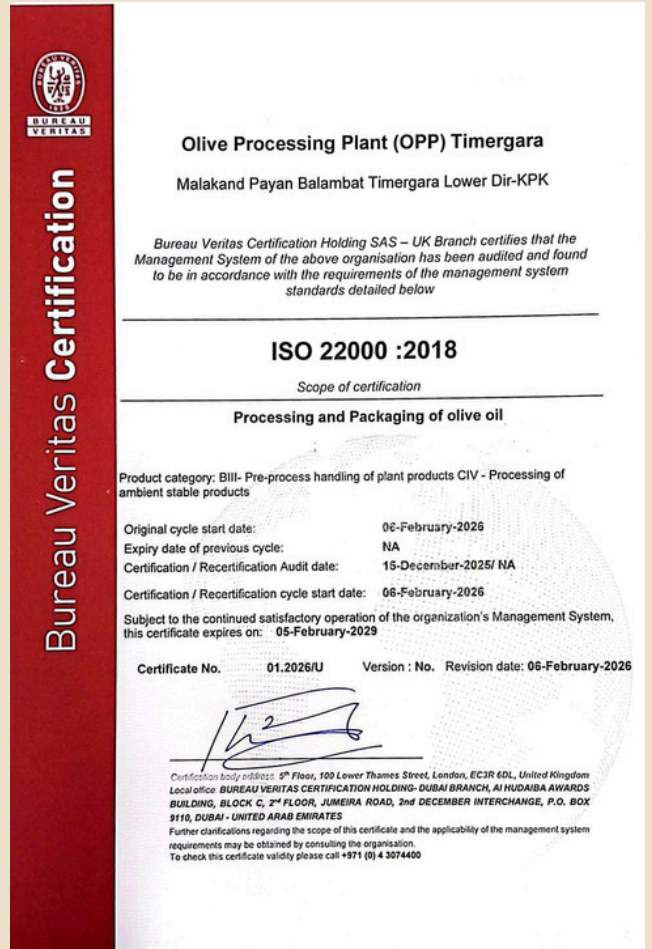 BUREAU VERITAS
1828
BUREAU
VERITAS
Bureau Veritas Certification
Olive Processing Plant (OPP) Timergara
Malakand Payan Balambat Timergara Lower Dir-KPK
Bureau Veritas Certification Holding SAS – UK Branch certifies that the
Management System of the above organisation has been audited and found
to be in accordance with the requirements of the management system
standards detailed below
ISO 22000 :2018
Scope of certification
Processing and Packaging of olive oil
Product category: BIII- Pre-process handling of plant products CIV - Processing of
ambient stable products
Original cycle start date: 06-February-2026
Expiry date of previous cycle: NA
Certification / Recertification Audit date: 15-December-2025/ NA
Certification / Recertification cycle start date: 06-February-2026
Subject to the continued satisfactory operation of the organization's Management System,
this certificate expires on: 05-February-2029
Certificate No. 01.2026/U Version : No. Revision date: 06-February-2026
Certification body address: 5th Floor, 100 Lower Thames Street, London, EC3R 6DL, United Kingdom
Local office: BUREAU VERITAS CERTIFICATION HOLDING- DUBAI BRANCH, Al HUDAIBA AWARDS
BUILDING, BLOCK C, 2nd FLOOR, JUMEIRA ROAD, 2nd DECEMBER INTERCHANGE, P.O. BOX
9110, DUBAI - UNITED ARAB EMIRATES
Further clarifications regarding the scope of this certificate and the applicability of the management system
requirements may be obtained by consulting the organisation.
To check this certificate validity please call +971 (0) 4 3074400